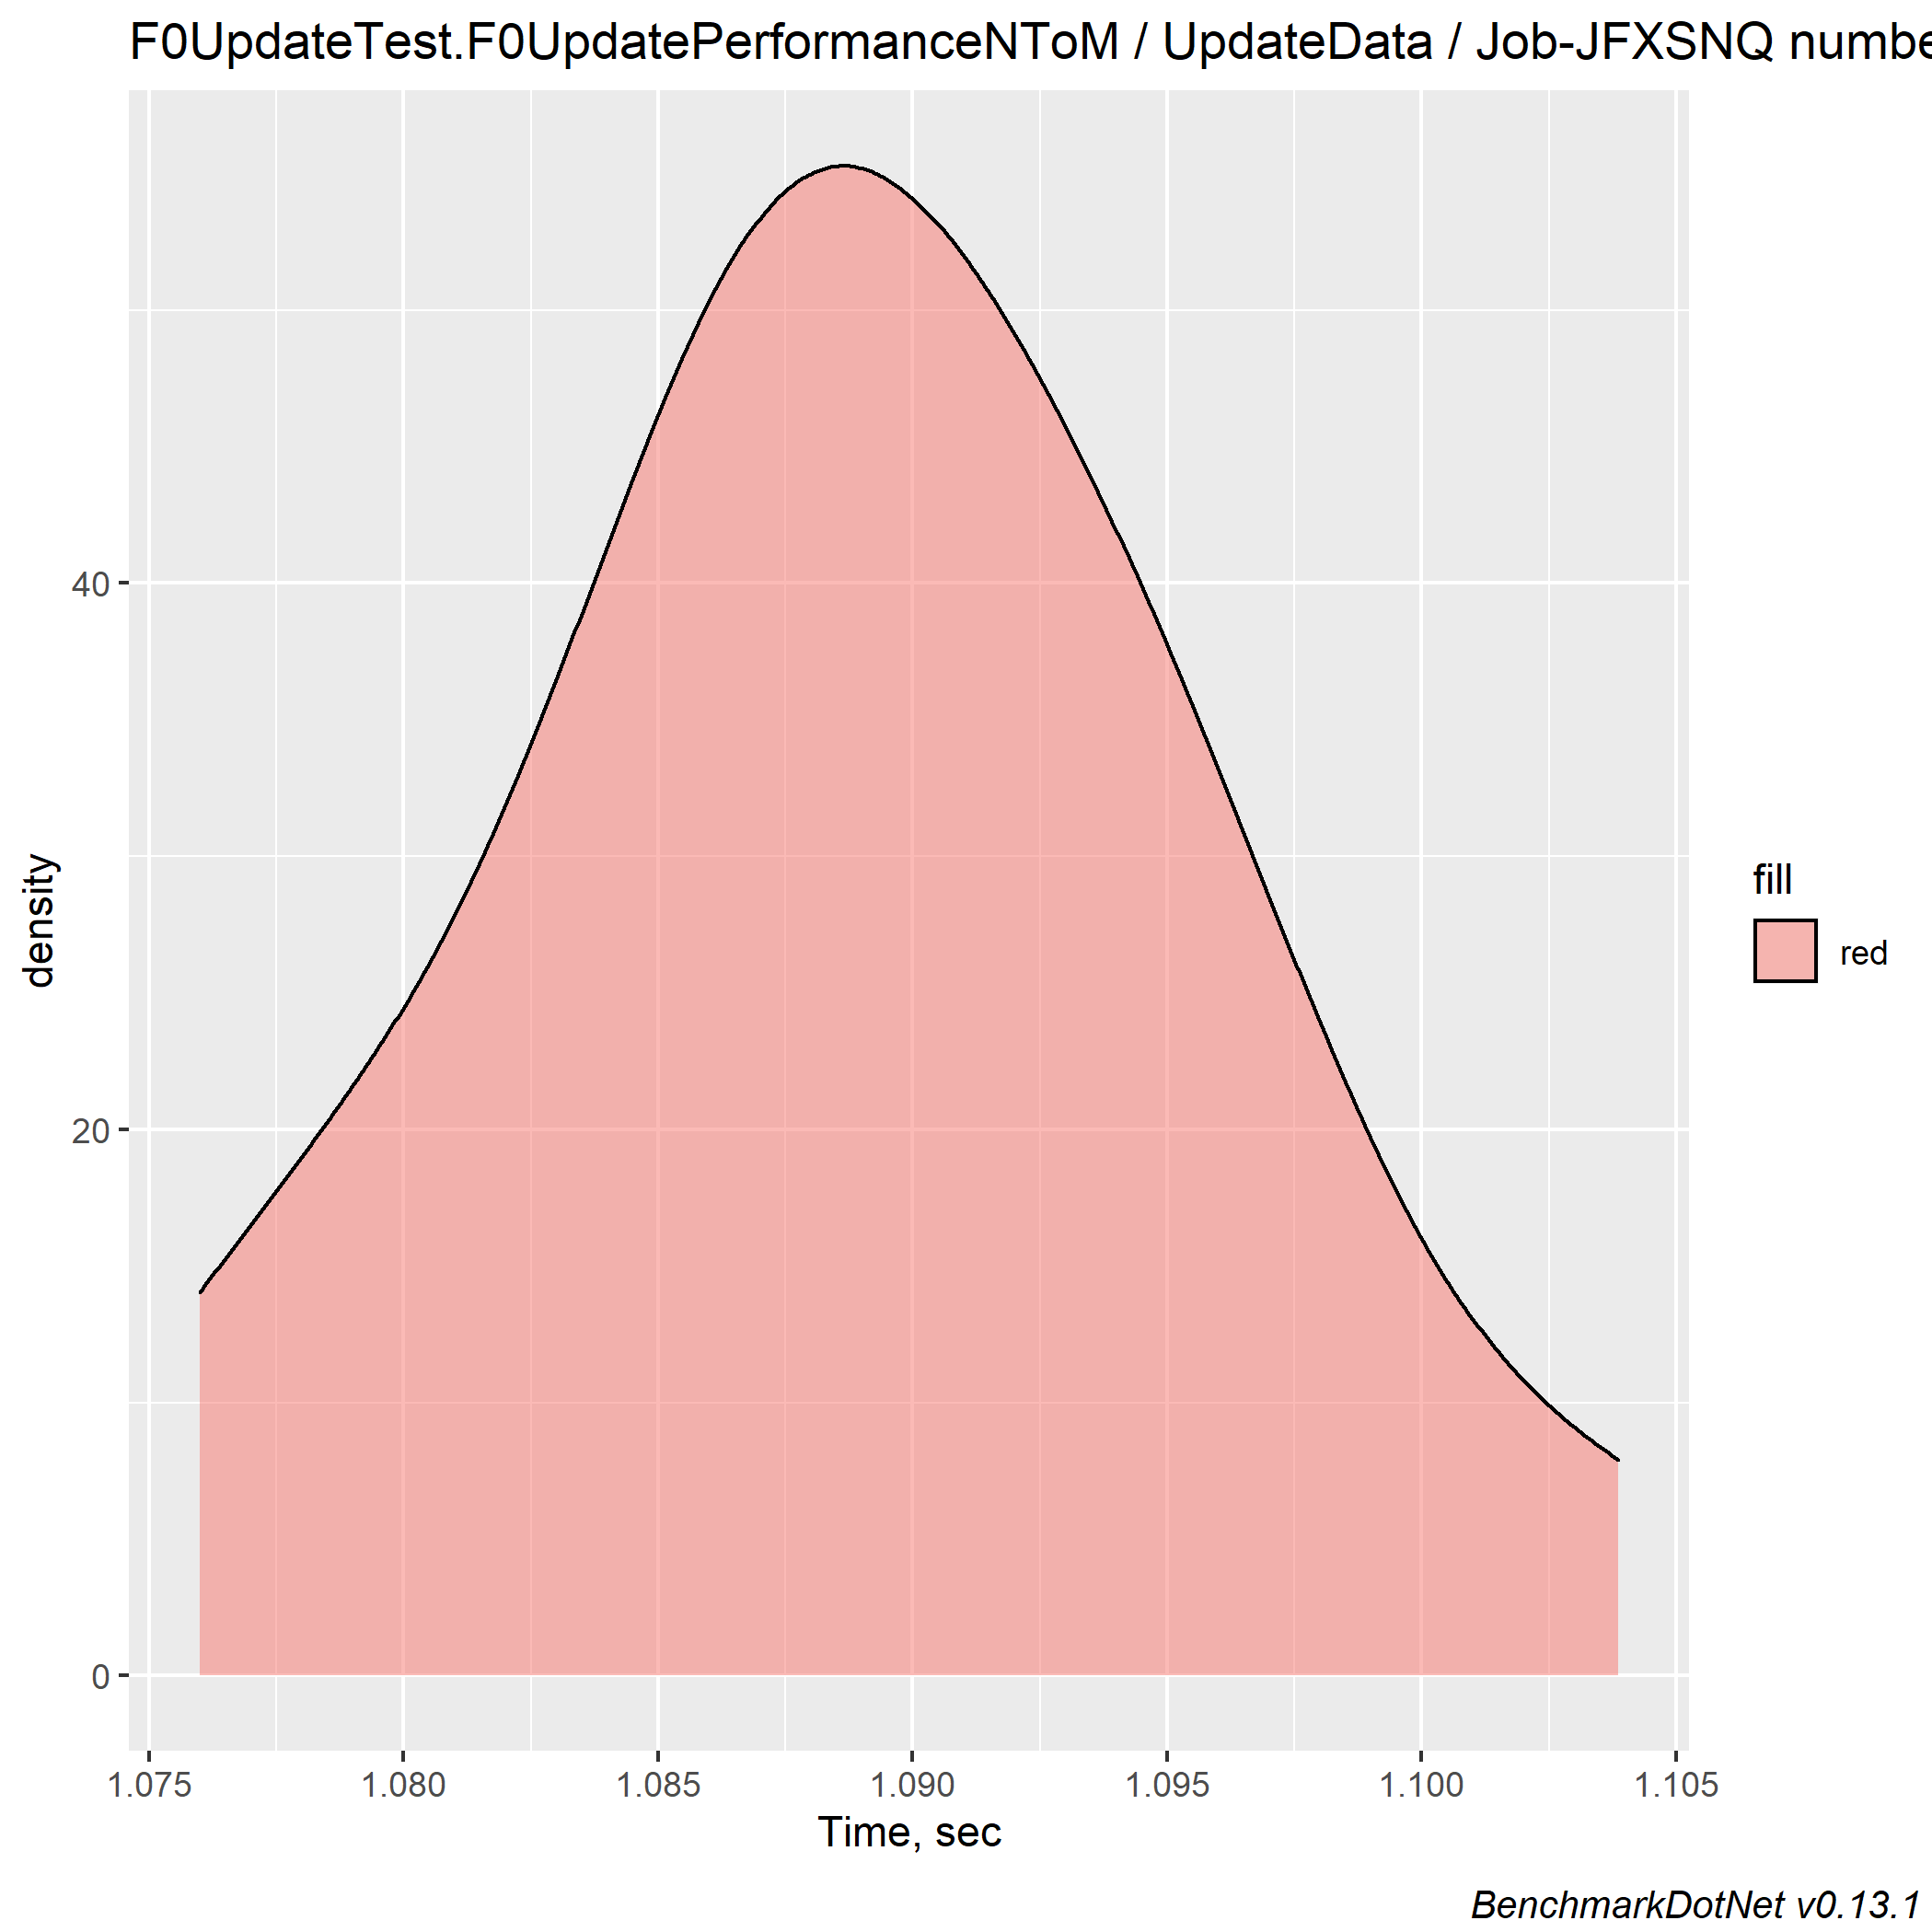 F0UpdateTest.F0UpdatePerformanceNToM / UpdateData / Job-JFXSNQ numbe
40
20
0
density
fill
red
1.075 1.080 1.085 1.090 1.095 1.100 1.105
Time, sec
BenchmarkDotNet v0.13.1